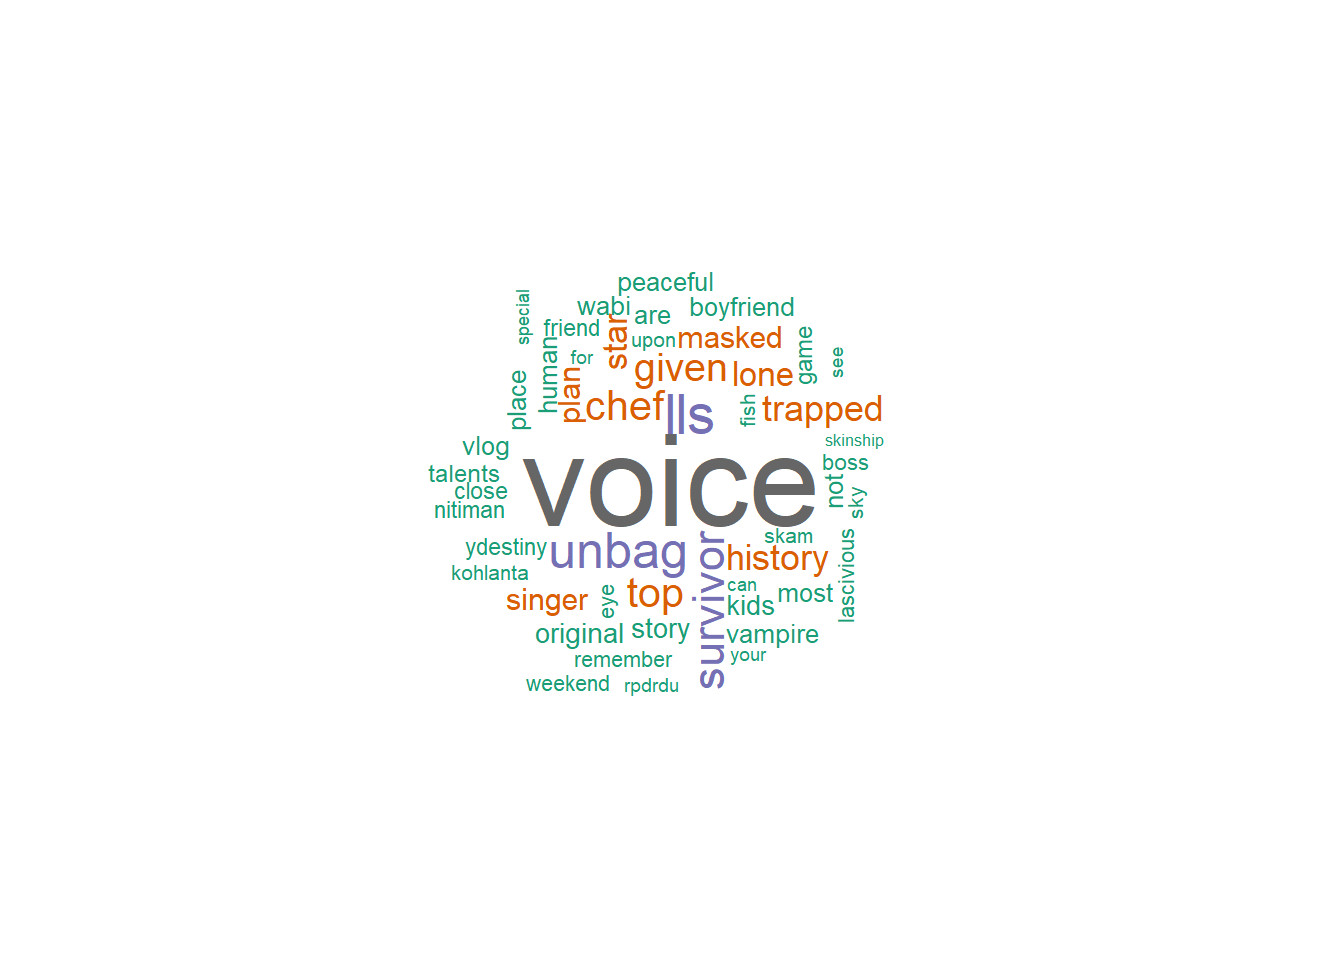 peaceful
special
wabi
are
boyfriend
friend
star
upon
masked
for
human
game
see
given
lone
place
plan
chef
lls
fish
trapped
vlog
voice
skinship
talents
boss
close
not
sky
nitiman
ydestiny
unbag
survivor
skam
history
lascivious
kohlanta
singer
eye
top
can
kids
most
original
story
vampire
remember
your
weekend
rpdrdu